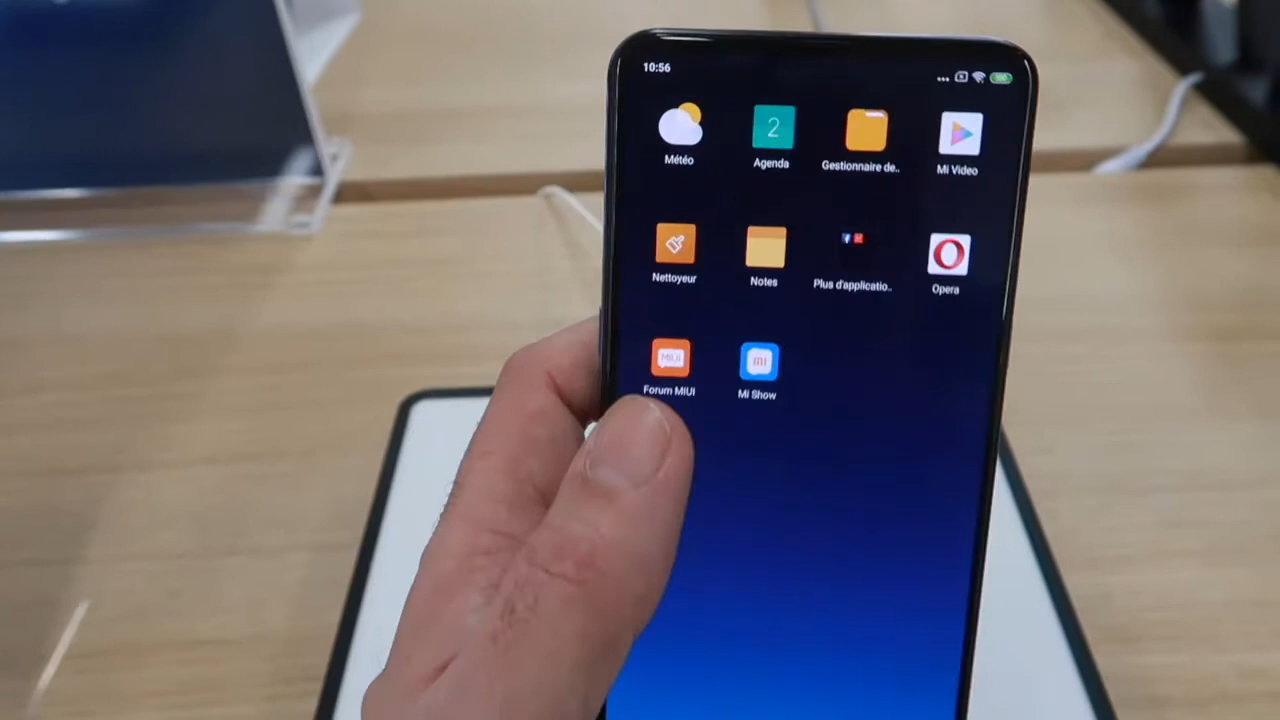 10:56
100
2
Météo
Agenda
Gestionnaire de..
Mi Video
Nettoyeur
Notes
Plus d'applicatio..
Opera
MIUI
mi
Forum MIUI
Mi Show